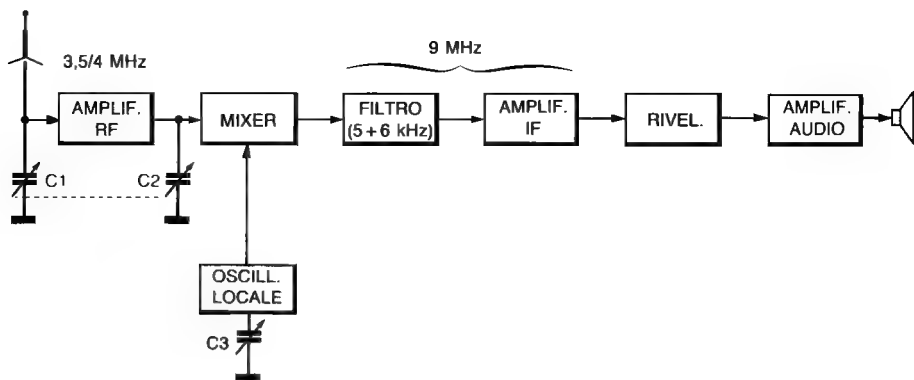 9 MHz
3,5/4 MHz
AMPLIF.
RF
MIXER
FILTRO
(5 + 6 kHz)
AMPLIF.
IF
RIVEL.
AMPLIF.
AUDIO
C1
C2
OSCILL.
LOCALE
C3